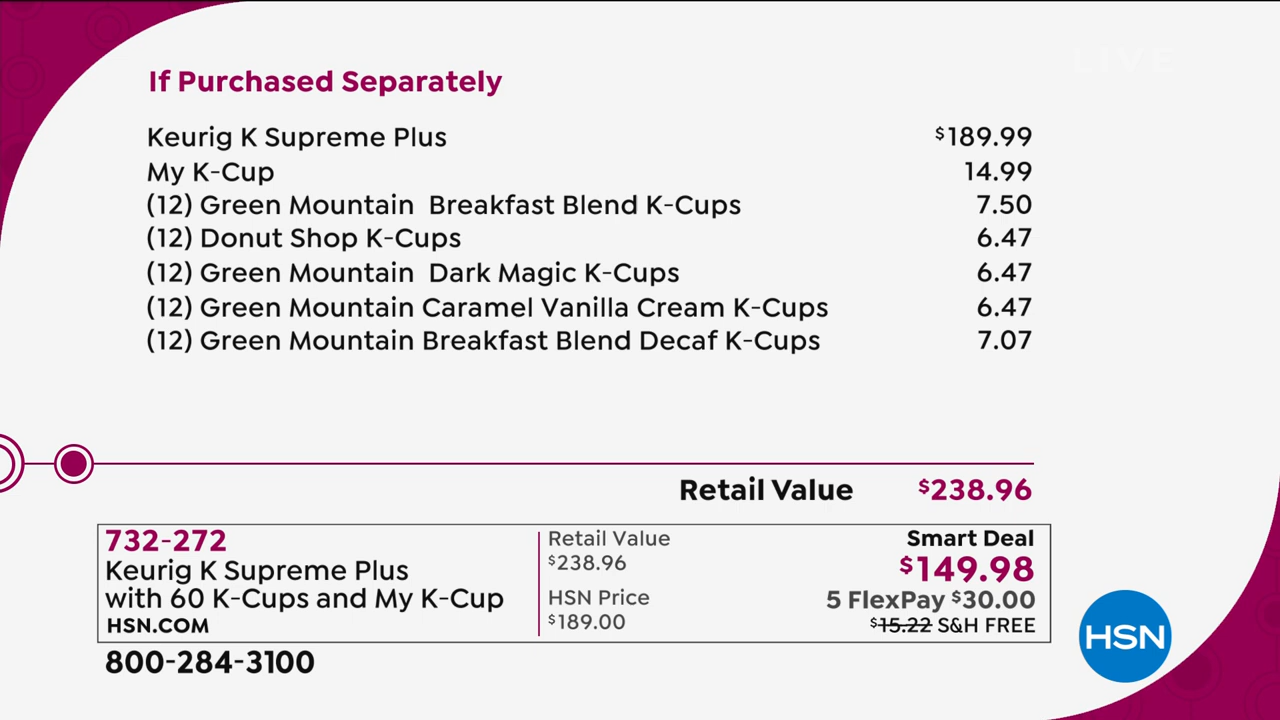 LIVE
If Purchased Separately
Keurig K Supreme Plus $189.99
My K-Cup 14.99
(12) Green Mountain Breakfast Blend K-Cups 7.50
(12) Donut Shop K-Cups 6.47
(12) Green Mountain Dark Magic K-Cups 6.47
(12) Green Mountain Caramel Vanilla Cream K-Cups 6.47
(12) Green Mountain Breakfast Blend Decaf K-Cups 7.07
Retail Value $238.96
732-272
Keurig K Supreme Plus
with 60 K-Cups and My K-Cup
HSN.COM
Retail Value
$238.96
HSN Price
$189.00
Smart Deal
$149.98
5 FlexPay $30.00
$15.22 S&H FREE
800-284-3100
HSN